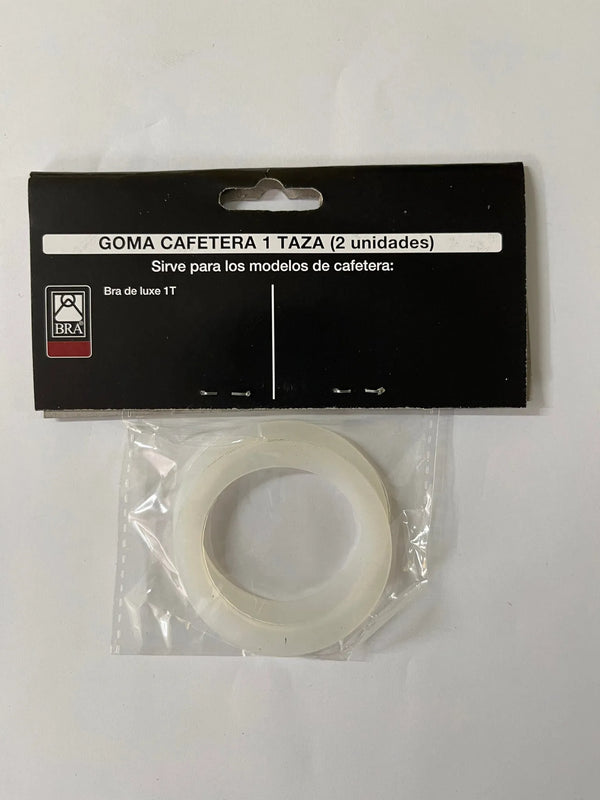 GOMA CAFETERA 1 TAZA (2 unidades)
Sirve para los modelos de cafetera:
Bra de luxe 1T
BRA